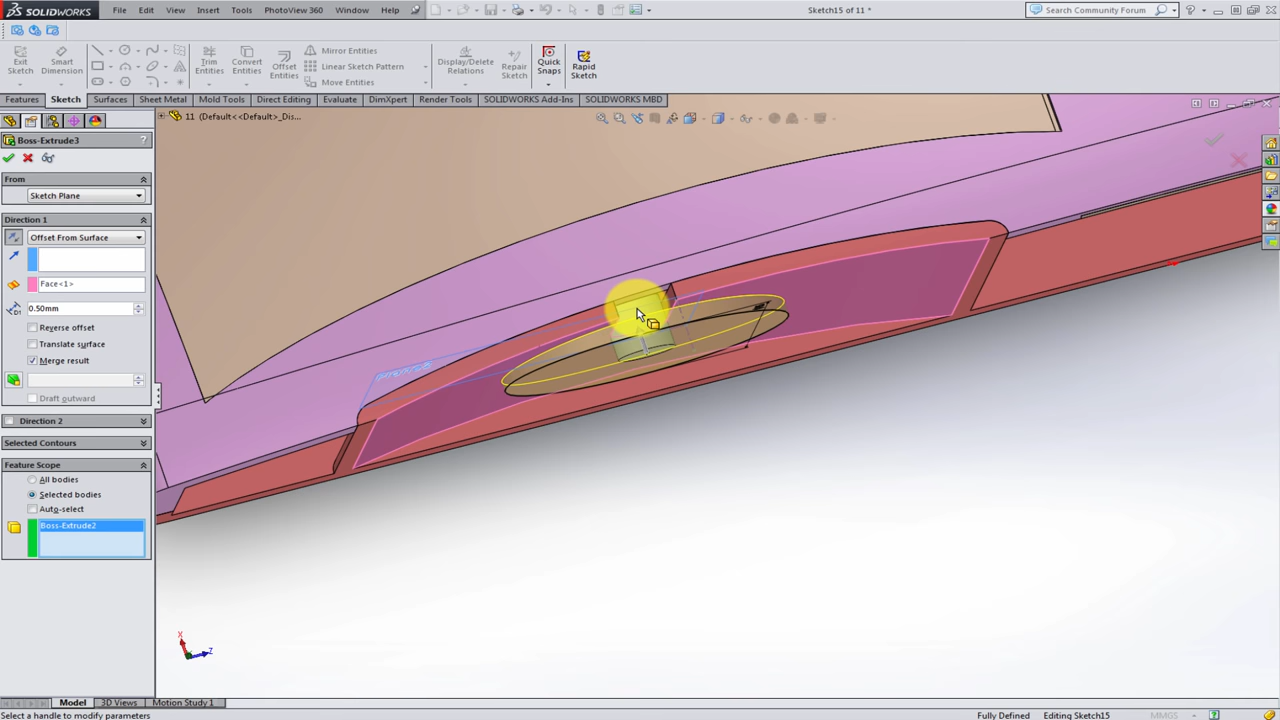 SOLIDWORKS File Edit View Insert Tools PhotoView 360 Window Help Sketch15 of 11 * Search Community Forum
Exit Sketch Smart Dimension Trim Entities Convert Entities Offset Entities Mirror Entities Linear Sketch Pattern Move Entities Display/Delete Relations Repair Sketch Quick Snaps Rapid Sketch
Features Sketch Surfaces Sheet Metal Mold Tools Direct Editing Evaluate DimXpert Render Tools SOLIDWORKS Add-Ins SOLIDWORKS MBD
11 (Default<<Default>_Dis...
Boss-Extrude3 ?
From
Sketch Plane
Direction 1
Offset From Surface
Face<1>
0.50mm
Reverse offset
Translate surface
Merge result
Draft outward
Direction 2
Selected Contours
Feature Scope
All bodies
Selected bodies
Auto-select
Boss-Extrude2
X
Z
Model 3D Views Motion Study 1
Select a handle to modify parameters Fully Defined Editing Sketch15 MMGS